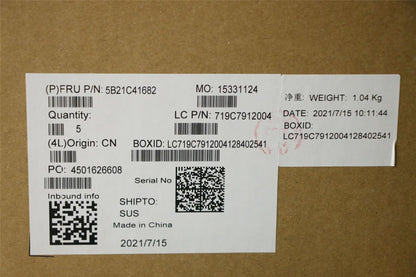 (P)FRU P/N: 5B21C41682
MO: 15331124
Quantity:
5
LC P/N: 719C7912004
(4L)Origin: CN
BOXID: LC719C7912004128402541
PO: 4501626608
Serial No
Inbound info
SHIPTO:
SUS
Made in China
2021/7/15
净重: WEIGHT: 1.04 Kg
DATE: 2021/7/15 10:11:44
BOXID:
LC719C7912004128402541